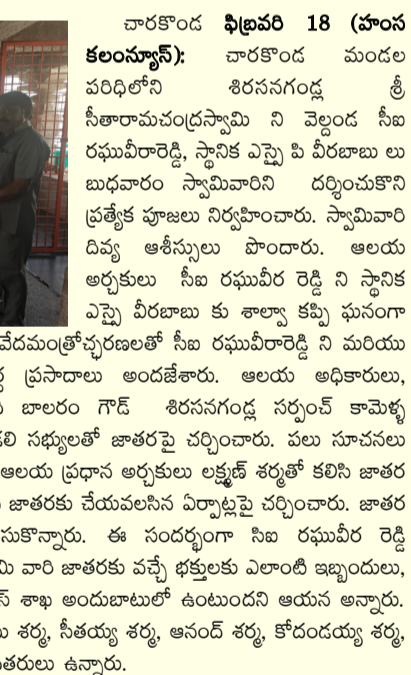 చారకొండ ఫిబ్రవరి 18 (హంస
కలంన్యూస్): చారకొండ మండల
పరిధిలోని శిరసనగండ్ల శ్రీ
సీతారామచంద్రస్వామి ని వెల్దండ సీఐ
రఘువీరారెడ్డి, స్థానిక ఎస్సై పి వీరబాబు లు
బుధవారం స్వామివారిని దర్శించుకొని
ప్రత్యేక పూజలు నిర్వహించారు. స్వామివారి
దివ్య ఆశీస్సులు పొందారు. ఆలయ
అర్చకులు సీఐ రఘువీర రెడ్డి ని స్థానిక
ఎస్సై వీరబాబు కు శాల్వా కప్పి ఘనంగా
వేదమంత్రోచ్ఛరణలతో సీఐ రఘువీరారెడ్డి ని మరియు
ప్రసాదాలు అందజేశారు. ఆలయ అధికారులు,
బాలరం గౌడ్ శిరసనగండ్ల సర్పంచ్ కామెళ్ళ
సభ్యులతో జాతరపై చర్చించారు. పలు సూచనలు
ఆలయ ప్రధాన అర్చకులు లక్ష్మణ్ శర్మతో కలిసి జాతర
జాతరకు చేయవలసిన ఏర్పాట్లపై చర్చించారు. జాతర
సుకొన్నారు. ఈ సందర్భంగా సిఐ రఘువీర రెడ్డి
వారి జాతరకు వచ్చే భక్తులకు ఎలాంటి ఇబ్బందులు,
శాఖ అందుబాటులో ఉంటుందని ఆయన అన్నారు.
శర్మ, సీతయ్య శర్మ, ఆనంద్ శర్మ, కోదండయ్య శర్మ,
తరులు ఉన్నారు.